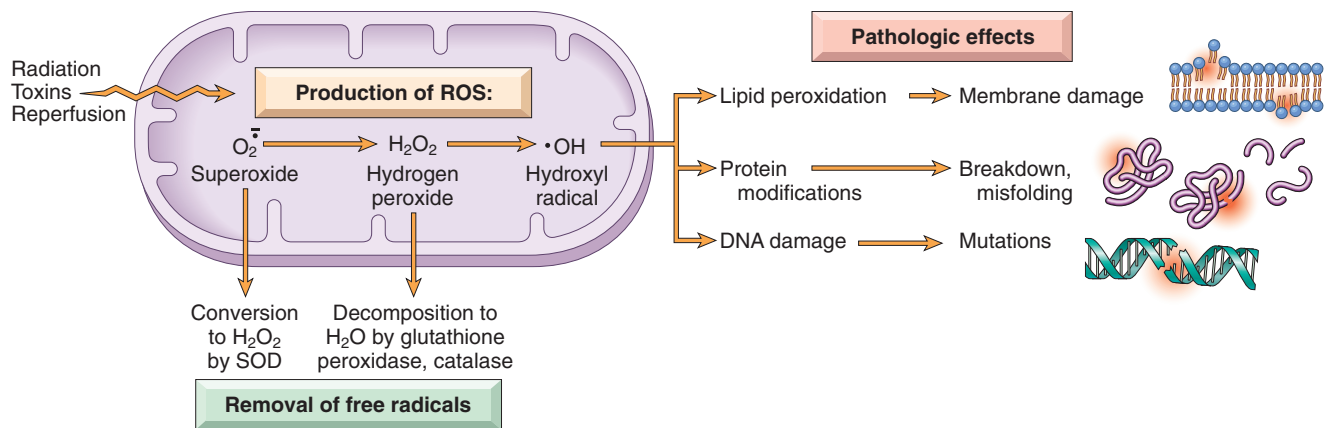 Radiation
Toxins
Reperfusion
Production of ROS:
O₂•̄
Superoxide
H₂O₂
Hydrogen
peroxide
•OH
Hydroxyl
radical
Conversion
to H₂O₂
by SOD
Decomposition to
H₂O by glutathione
peroxidase, catalase
Removal of free radicals
Pathologic effects
Lipid peroxidation
Membrane damage
Protein
modifications
Breakdown,
misfolding
DNA damage
Mutations